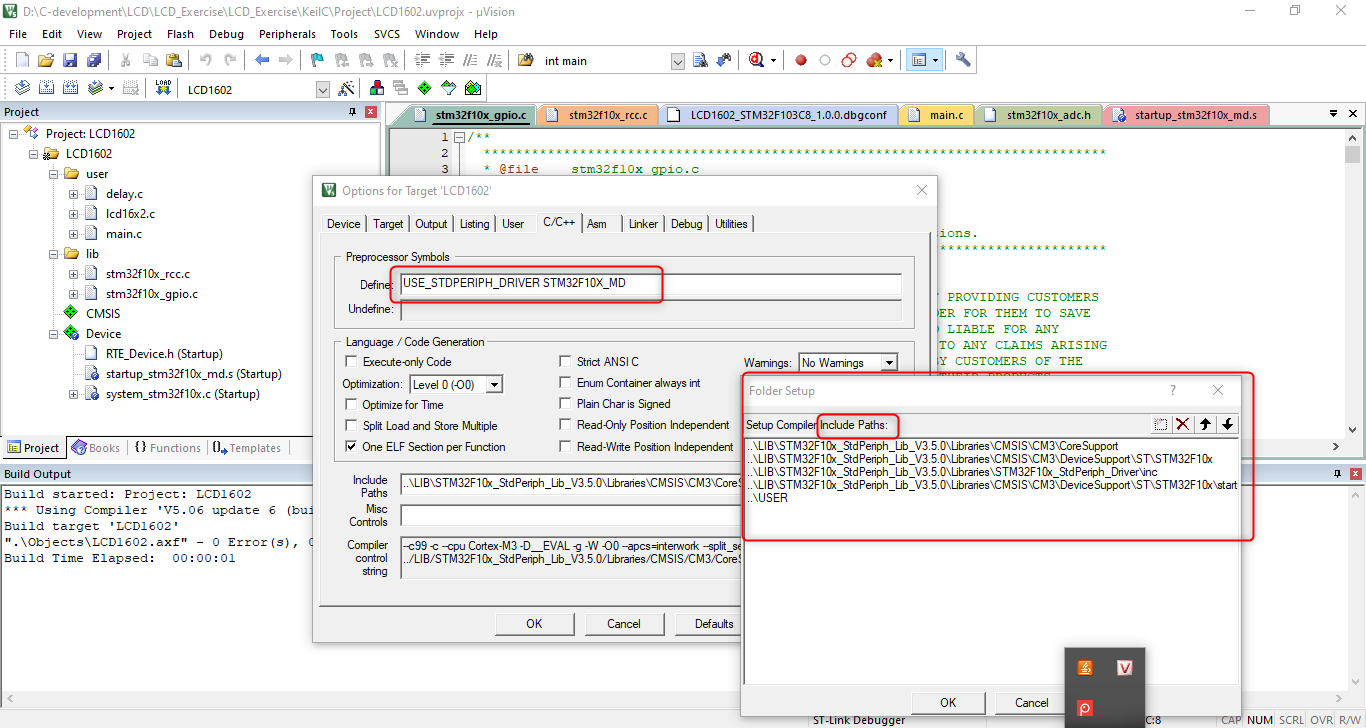 D:\C-development\LCD\LCD_Exercise\LCD_Exercise\KeilC\Project\LCD1602.uvprojx - µVision
File Edit View Project Flash Debug Peripherals Tools SVCS Window Help
int main
LOAD
LCD1602
Project
Project: LCD1602
LCD1602
user
delay.c
lcd16x2.c
main.c
lib
stm32f10x_rcc.c
stm32f10x_gpio.c
CMSIS
Device
RTE_Device.h (Startup)
startup_stm32f10x_md.s (Startup)
system_stm32f10x.c (Startup)
Project Books {} Functions Templates
stm32f10x_gpio.c stm32f10x_rcc.c LCD1602_STM32F103C8_1.0.0.dbgconf main.c stm32f10x_adc.h startup_stm32f10x_md.s
1 /**
2 ******************************************************************************
3 * @file stm32f10x_gpio.c
ions.
******************
PROVIDING CUSTOMERS
ER FOR THEM TO SAVE
LIABLE FOR ANY
TO ANY CLAIMS ARISING
BY CUSTOMERS OF THE
Options for Target 'LCD1602'
Device Target Output Listing User C/C++ Asm Linker Debug Utilities
Preprocessor Symbols
Define: USE_STDPERIPH_DRIVER STM32F10X_MD
Undefine:
Language / Code Generation
Execute-only Code
Strict ANSI C
Warnings: No Warnings
Optimization: Level 0 (-O0)
Enum Container always int
Optimize for Time
Plain Char is Signed
Split Load and Store Multiple
Read-Only Position Independent
One ELF Section per Function
Read-Write Position Independent
Include Paths
..\LIB\STM32F10x_StdPeriph_Lib_V3.5.0\Libraries\CMSIS\CM3\CoreS
Misc Controls
Compiler control string
--c99 -c --cpu Cortex-M3 -D__EVAL -g -W -O0 --apcs=interwork --split_se
../LIB/STM32F10x_StdPeriph_Lib_V3.5.0/Libraries/CMSIS/CM3/CoreS
OK Cancel Defaults
Folder Setup
?
Setup Compiler Include Paths:
..\LIB\STM32F10x_StdPeriph_Lib_V3.5.0\Libraries\CMSIS\CM3\CoreSupport
..\LIB\STM32F10x_StdPeriph_Lib_V3.5.0\Libraries\CMSIS\CM3\DeviceSupport\ST\STM32F10x
..\LIB\STM32F10x_StdPeriph_Lib_V3.5.0\Libraries\STM32F10x_StdPeriph_Driver\inc
..\LIB\STM32F10x_StdPeriph_Lib_V3.5.0\Libraries\CMSIS\CM3\DeviceSupport\ST\STM32F10x\start
..\USER
OK Cancel
Build Output
Build started: Project: LCD1602
*** Using Compiler 'V5.06 update 6 (bui
Build target 'LCD1602'
".\Objects\LCD1602.axf" - 0 Error(s), 0
Build Time Elapsed: 00:00:01
ST-Link Debugger
C:8 CAP NUM SCRL OVR R/W